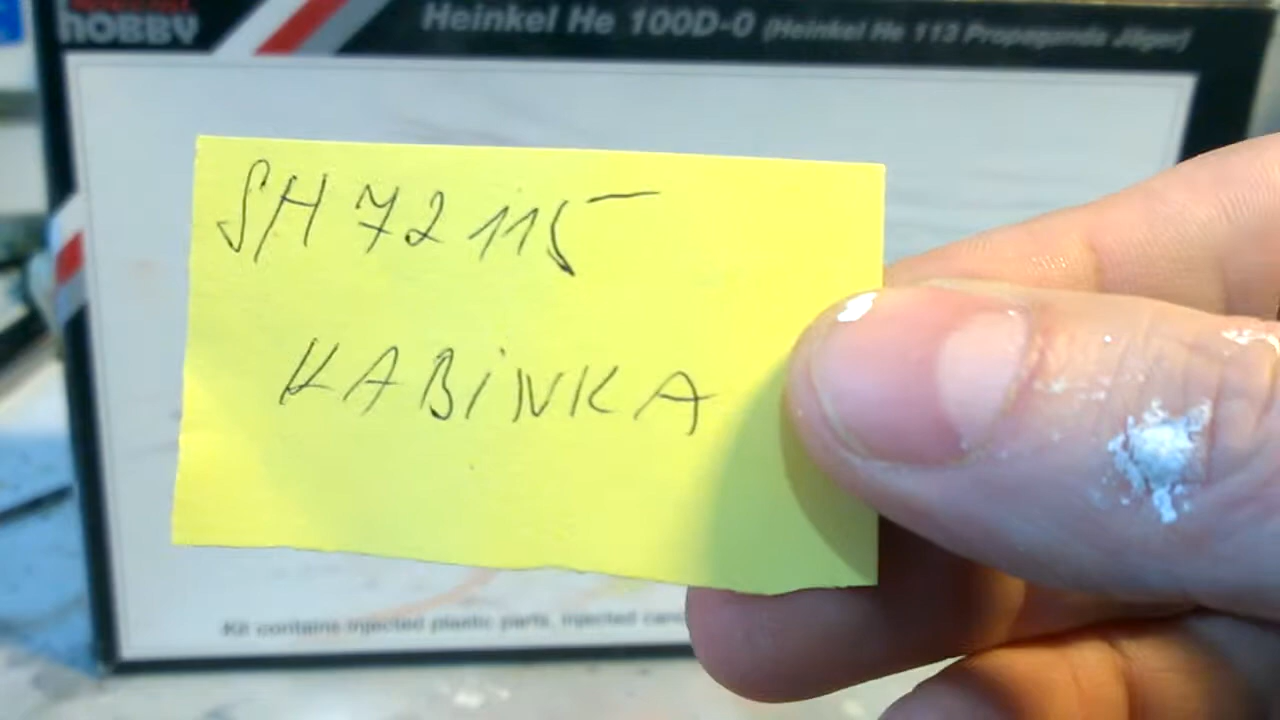 HOBBY
Heinkel He 100D-0 (Heinkel He 113 Propaganda Jäger)
SH 72115
KABiNKA
Kit contains injected plastic parts, injected